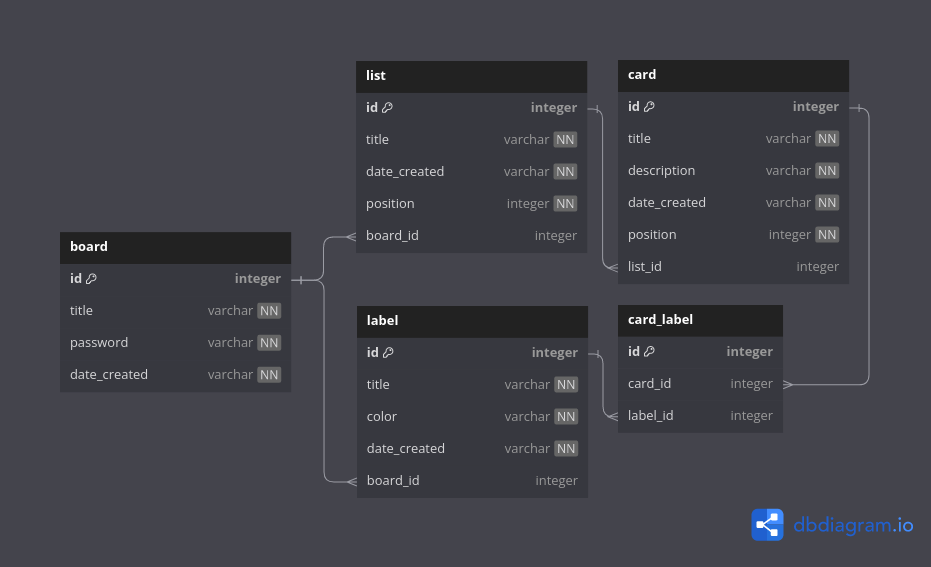 list
id integer
title varchar NN
date_created varchar NN
position integer NN
board_id integer
card
id integer
title varchar NN
description varchar NN
date_created varchar NN
position integer NN
list_id integer
board
id integer
title varchar NN
password varchar NN
date_created varchar NN
label
id integer
title varchar NN
color varchar NN
date_created varchar NN
board_id integer
card_label
id integer
card_id integer
label_id integer
dbdiagram.io